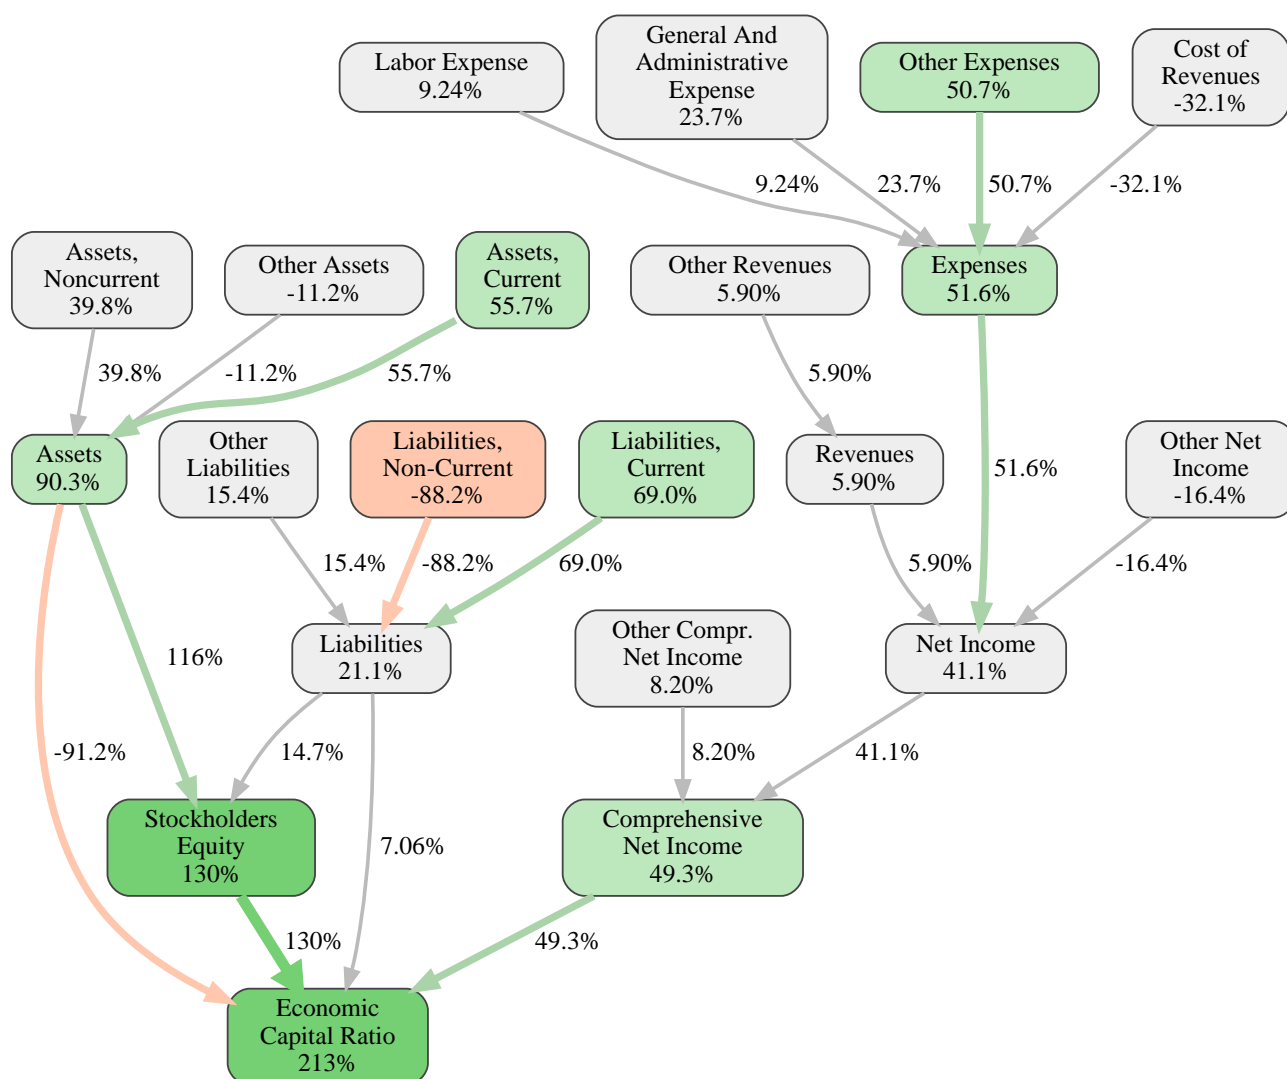 Labor Expense
9.24%
General And
Administrative
Expense
23.7%
Other Expenses
50.7%
Cost of
Revenues
-32.1%
9.24%
23.7%
50.7%
-32.1%
Assets,
Noncurrent
39.8%
Other Assets
-11.2%
Assets,
Current
55.7%
Other Revenues
5.90%
Expenses
51.6%
39.8%
-11.2%
55.7%
5.90%
Assets
90.3%
Other
Liabilities
15.4%
Liabilities,
Non-Current
-88.2%
Liabilities,
Current
69.0%
Revenues
5.90%
51.6%
Other Net
Income
-16.4%
15.4%
-88.2%
69.0%
5.90%
-16.4%
Liabilities
21.1%
Other Compr.
Net Income
8.20%
Net Income
41.1%
116%
-91.2%
14.7%
8.20%
41.1%
Stockholders
Equity
130%
7.06%
Comprehensive
Net Income
49.3%
130%
49.3%
Economic
Capital Ratio
213%